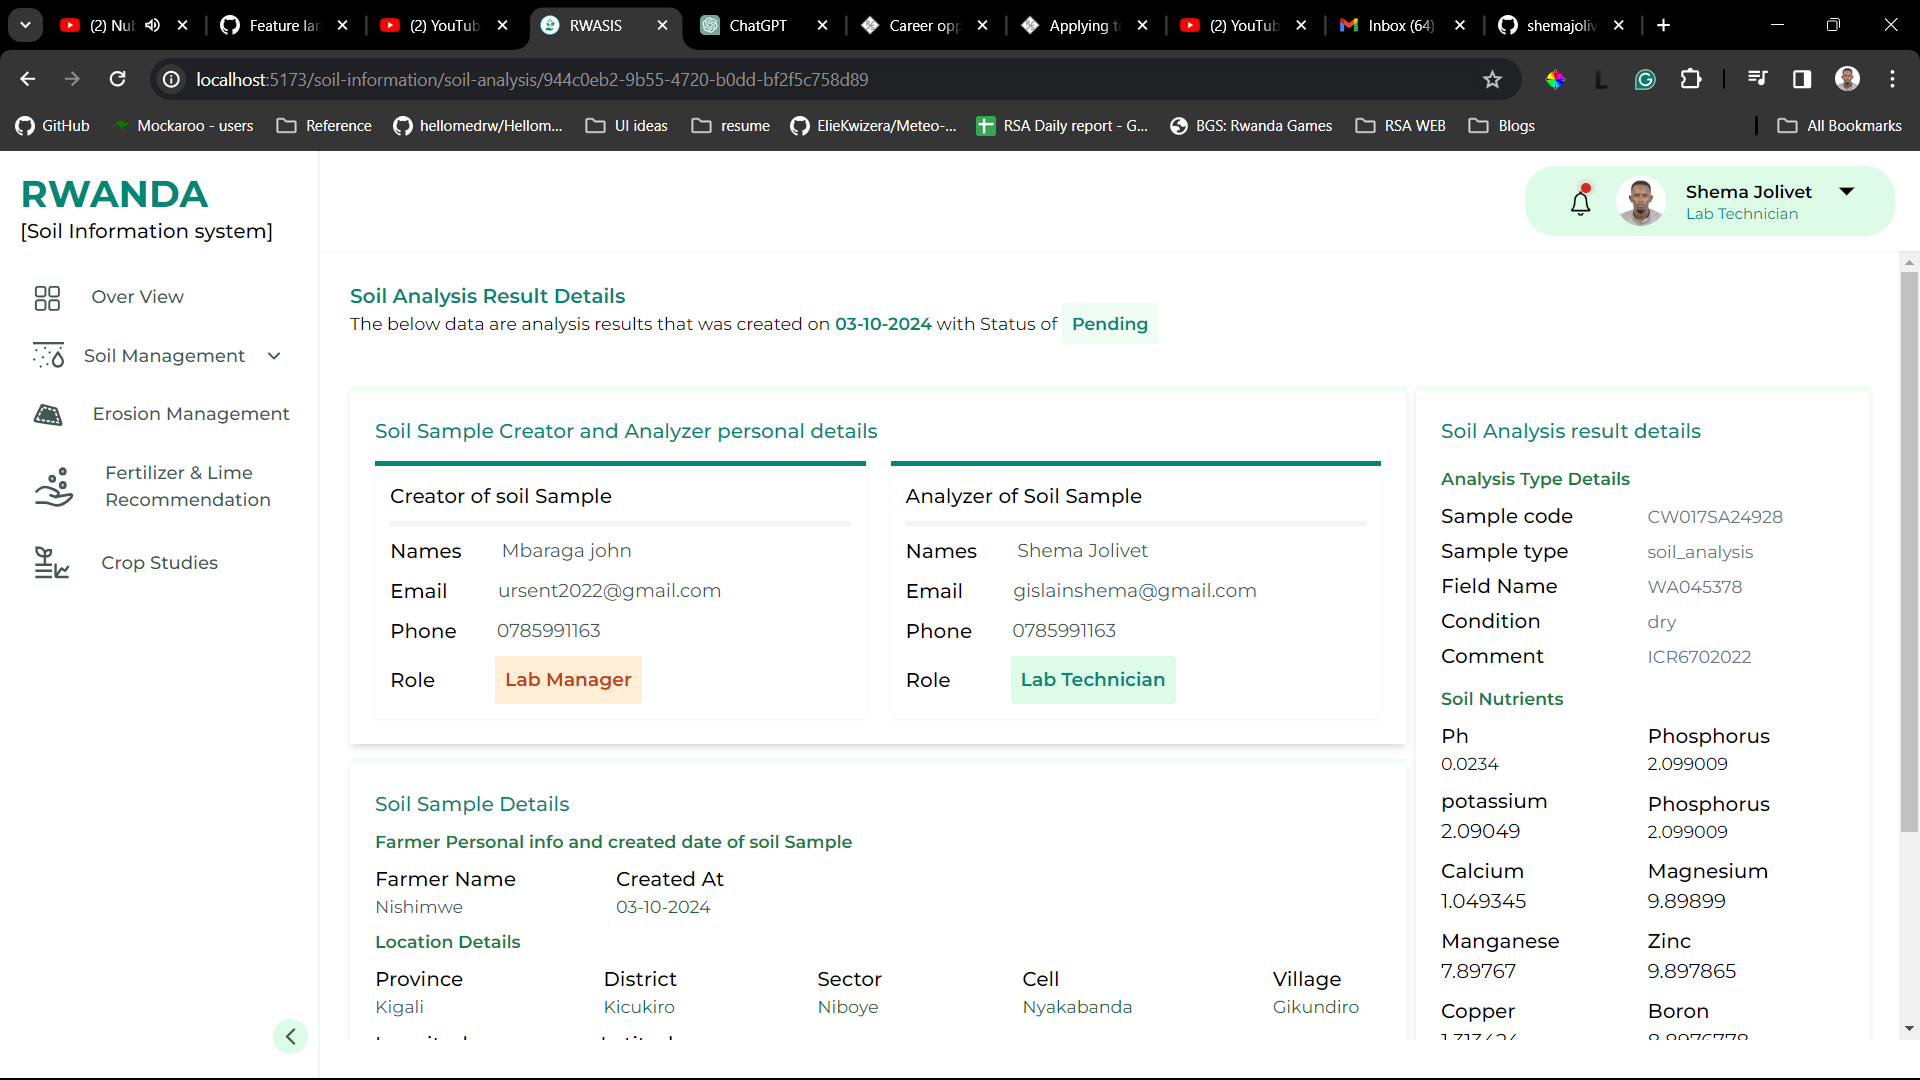 (2) Nub
Feature lan
(2) YouTub
RWASIS
ChatGPT
Career opp
Applying t
(2) YouTub
Inbox (64)
shemajoliv
localhost:5173/soil-information/soil-analysis/944c0eb2-9b55-4720-b0dd-bf2f5c758d89
GitHub
Mockaroo - users
Reference
hellomedrw/Hellom...
UI ideas
resume
ElieKwizera/Meteo-...
RSA Daily report - G...
BGS: Rwanda Games
RSA WEB
Blogs
All Bookmarks
RWANDA
[Soil Information system]
Over View
Soil Management
Erosion Management
Fertilizer & Lime
Recommendation
Crop Studies
Shema Jolivet
Lab Technician
Soil Analysis Result Details
The below data are analysis results that was created on 03-10-2024 with Status of Pending
Soil Sample Creator and Analyzer personal details
Creator of soil Sample
Names Mbaraga john
Email ursent2022@gmail.com
Phone 0785991163
Role Lab Manager
Analyzer of Soil Sample
Names Shema Jolivet
Email gislainshema@gmail.com
Phone 0785991163
Role Lab Technician
Soil Sample Details
Farmer Personal info and created date of soil Sample
Farmer Name Created At
Nishimwe 03-10-2024
Location Details
Province District Sector Cell Village
Kigali Kicukiro Niboye Nyakabanda Gikundiro
Soil Analysis result details
Analysis Type Details
Sample code CW017SA24928
Sample type soil_analysis
Field Name WA045378
Condition dry
Comment ICR6702022
Soil Nutrients
Ph Phosphorus
0.0234 2.099009
potassium Phosphorus
2.09049 2.099009
Calcium Magnesium
1.049345 9.89899
Manganese Zinc
7.89767 9.897865
Copper Boron